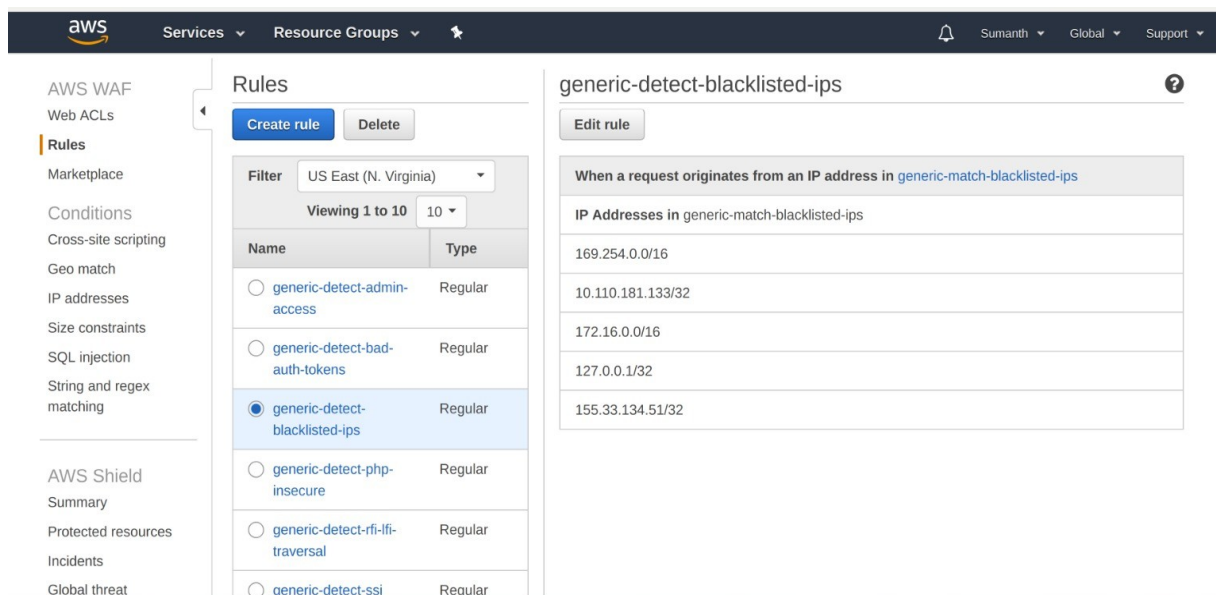 aws
Services
Resource Groups
Sumanth
Global
Support
AWS WAF
Web ACLs
Rules
Marketplace
Conditions
Cross-site scripting
Geo match
IP addresses
Size constraints
SQL injection
String and regex
matching
AWS Shield
Summary
Protected resources
Incidents
Global threat
Rules
Create rule
Delete
Filter US East (N. Virginia)
Viewing 1 to 10 10
Name Type
generic-detect-admin- Regular
access
generic-detect-bad- Regular
auth-tokens
generic-detect- Regular
blacklisted-ips
generic-detect-php- Regular
insecure
generic-detect-rfi-lfi- Regular
traversal
generic-detect-ssi Regular
generic-detect-blacklisted-ips
Edit rule
When a request originates from an IP address in generic-match-blacklisted-ips
IP Addresses in generic-match-blacklisted-ips
169.254.0.0/16
10.110.181.133/32
172.16.0.0/16
127.0.0.1/32
155.33.134.51/32